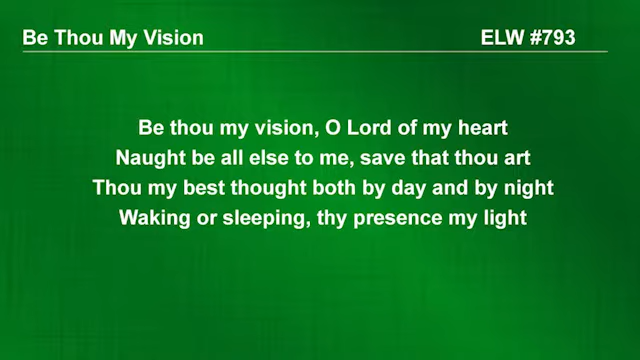 Be Thou My Vision ELW #793
Be thou my vision, O Lord of my heart
Naught be all else to me, save that thou art
Thou my best thought both by day and by night
Waking or sleeping, thy presence my light